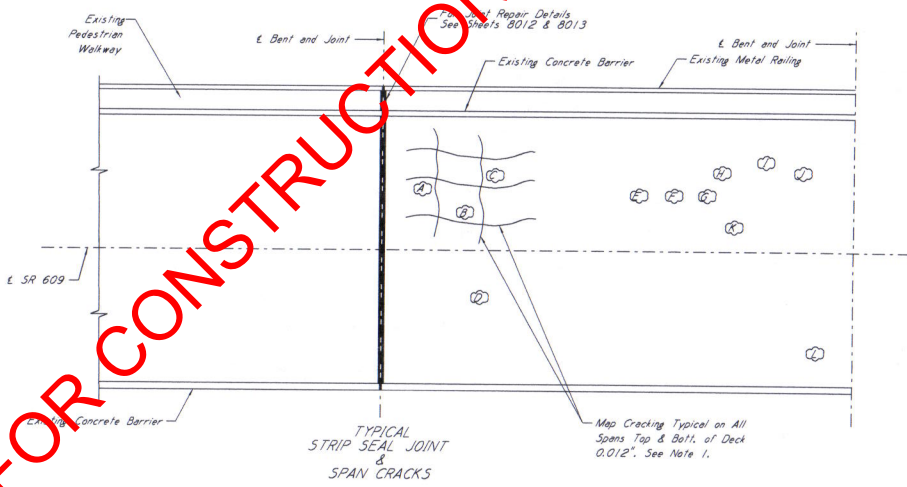 Existing
Pedestrian
Walkway
For Joint Repair Details
See Sheets 8012 & 8013
℄ Bent and Joint
℄ Bent and Joint
Existing Concrete Barrier
Existing Metal Railing
A
B
C
D
E
F
G
H
I
J
K
L
℄ SR 609
Existing Concrete Barrier
TYPICAL
STRIP SEAL JOINT
&
SPAN CRACKS
Map Cracking Typical on All
Spans Top & Bott. of Deck
0.012". See Note 1.
FOR CONSTRUCTION